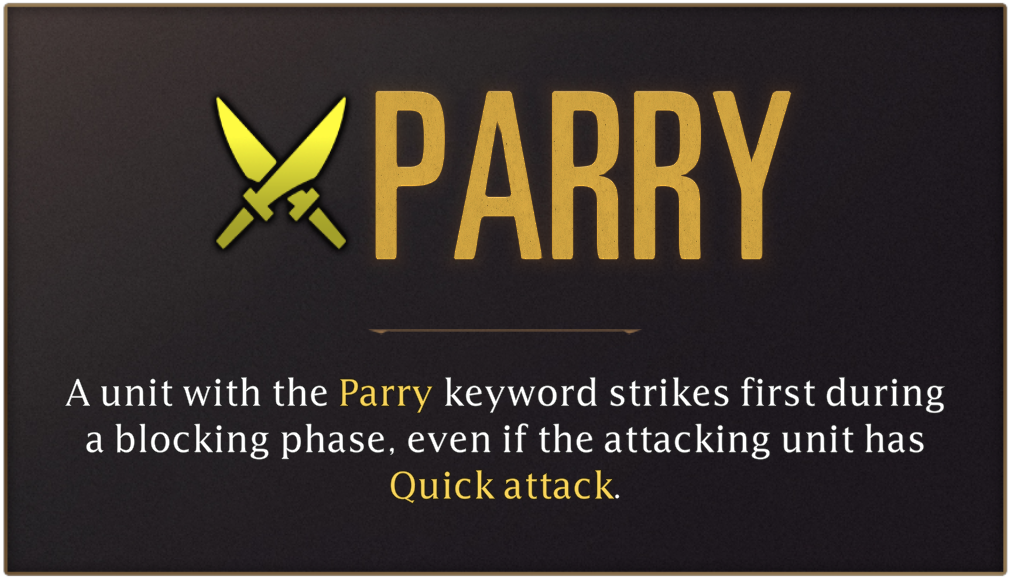 PARRY
A unit with the Parry keyword strikes first during
a blocking phase, even if the attacking unit has
Quick attack.